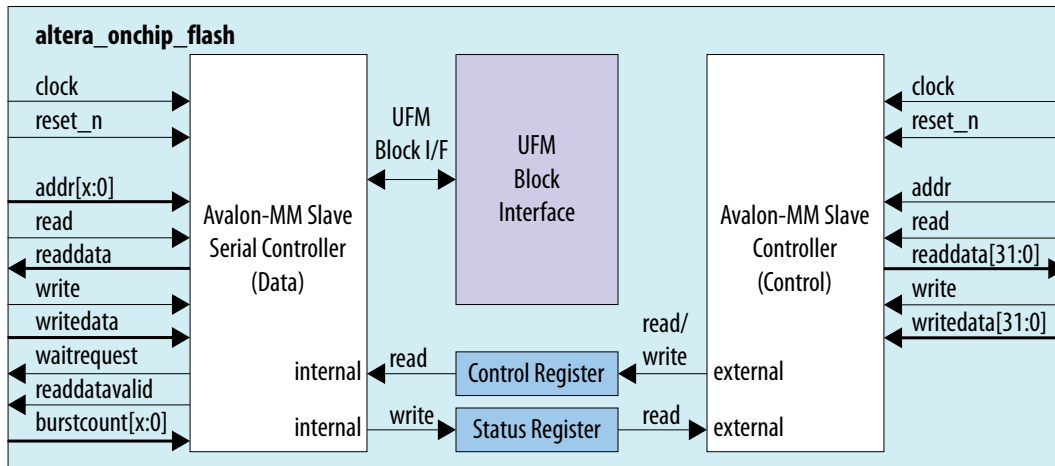 altera_onchip_flash
clock
reset_n
addr[x:0]
read
readdata
write
writedata
waitrequest
readdatavalid
burstcount[x:0]
Avalon-MM Slave
Serial Controller
(Data)
internal
internal
UFM
Block I/F
read
write
UFM
Block
Interface
Control Register
Status Register
read/
write
read
Avalon-MM Slave
Controller
(Control)
external
external
clock
reset_n
addr
read
readdata[31:0]
write
writedata[31:0]